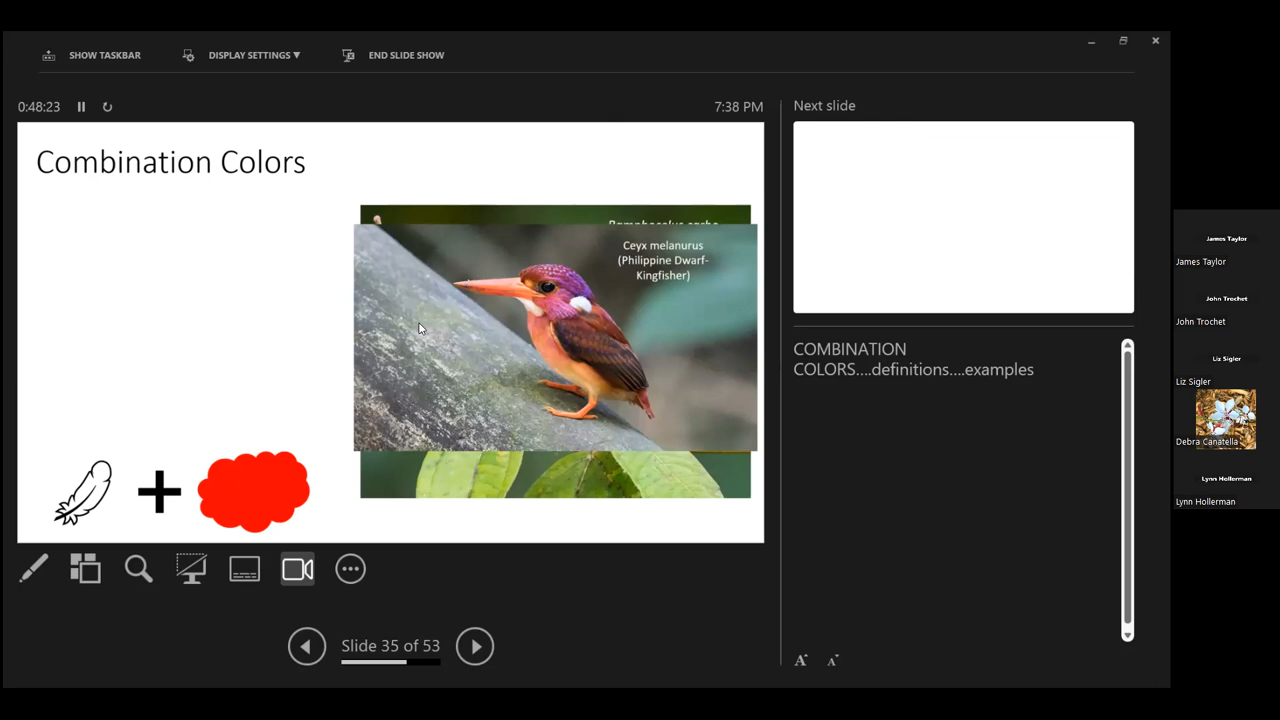 SHOW TASKBAR
DISPLAY SETTINGS ▼
END SLIDE SHOW
0:48:23
7:38 PM
Next slide
Combination Colors
Ramphocelus carbo
Ceyx melanurus
(Philippine Dwarf-
Kingfisher)
COMBINATION
COLORS....definitions....examples
Slide 35 of 53
A
A
James Taylor
James Taylor
John Trochet
John Trochet
Liz Sigler
Liz Sigler
Debra Canatella
Lynn Hollerman
Lynn Hollerman